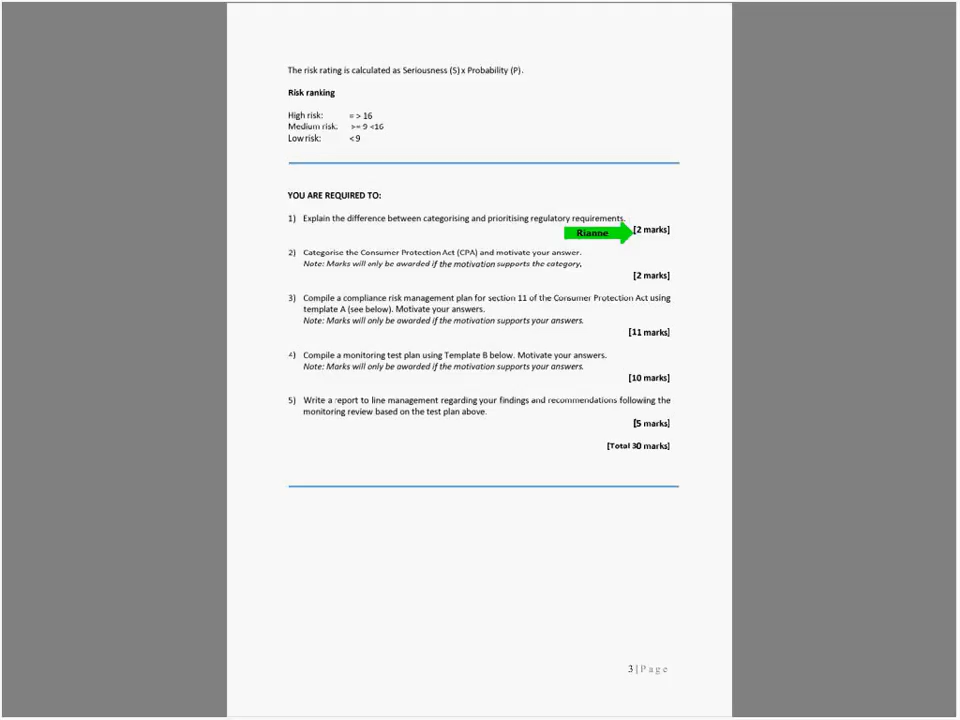 The risk rating is calculated as Seriousness (S) x Probability (P).
Risk ranking
High risk: = > 16
Medium risk: >= 9 <16
Low risk: < 9
YOU ARE REQUIRED TO:
1) Explain the difference between categorising and prioritising regulatory requirements.
[2 marks]
Rianne
2) Categorise the Consumer Protection Act (CPA) and motivate your answer.
Note: Marks will only be awarded if the motivation supports the category.
[2 marks]
3) Compile a compliance risk management plan for section 11 of the Consumer Protection Act using
template A (see below). Motivate your answers.
Note: Marks will only be awarded if the motivation supports your answers.
[11 marks]
4) Compile a monitoring test plan using Template B below. Motivate your answers.
Note: Marks will only be awarded if the motivation supports your answers.
[10 marks]
5) Write a report to line management regarding your findings and recommendations following the
monitoring review based on the test plan above.
[5 marks]
[Total 30 marks]
3 | Page